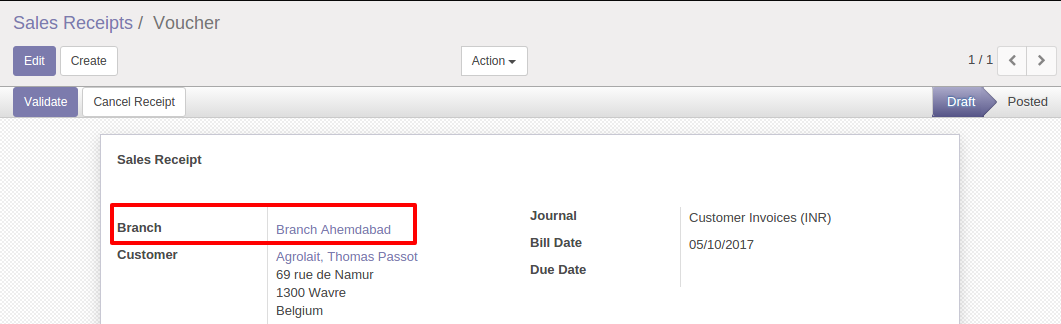 Sales Receipts / Voucher
Edit Create Action 1 / 1
Validate Cancel Receipt Draft Posted
Sales Receipt
Branch Branch Ahemdabad
Customer Agrolait, Thomas Passot
69 rue de Namur
1300 Wavre
Belgium
Journal Customer Invoices (INR)
Bill Date 05/10/2017
Due Date